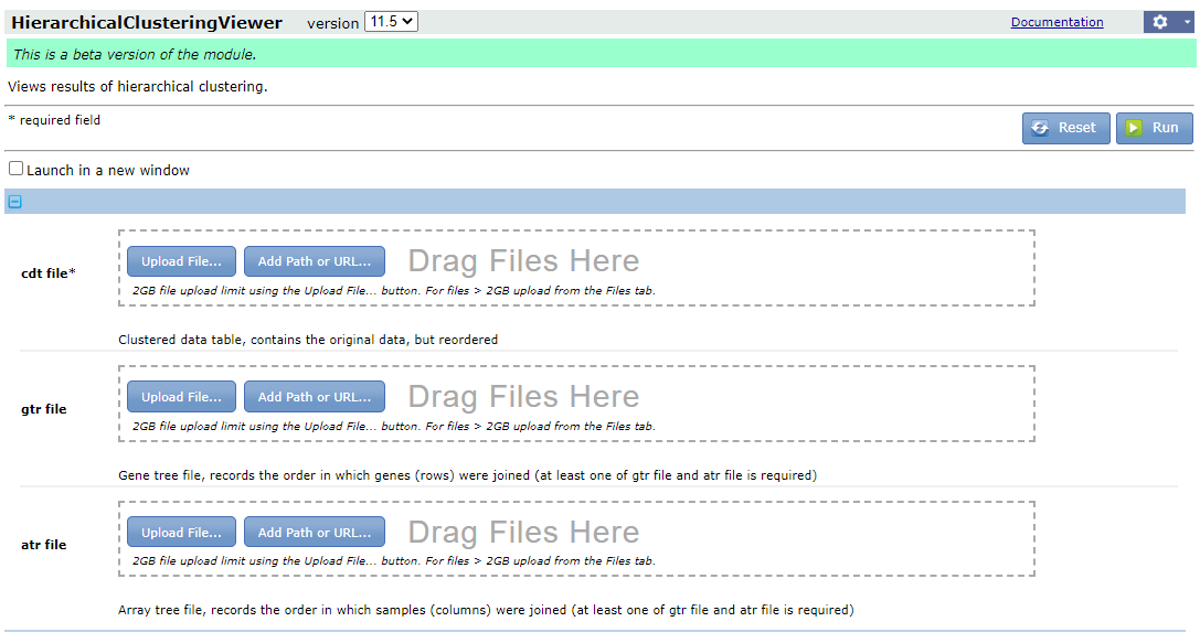 HierarchicalClusteringViewer version 11.5 Documentation
This is a beta version of the module.
Views results of hierarchical clustering.
* required field
Reset Run
Launch in a new window
cdt file*
Upload File... Add Path or URL... Drag Files Here
2GB file upload limit using the Upload File... button. For files > 2GB upload from the Files tab.
Clustered data table, contains the original data, but reordered
gtr file
Upload File... Add Path or URL... Drag Files Here
2GB file upload limit using the Upload File... button. For files > 2GB upload from the Files tab.
Gene tree file, records the order in which genes (rows) were joined (at least one of gtr file and atr file is required)
atr file
Upload File... Add Path or URL... Drag Files Here
2GB file upload limit using the Upload File... button. For files > 2GB upload from the Files tab.
Array tree file, records the order in which samples (columns) were joined (at least one of gtr file and atr file is required)